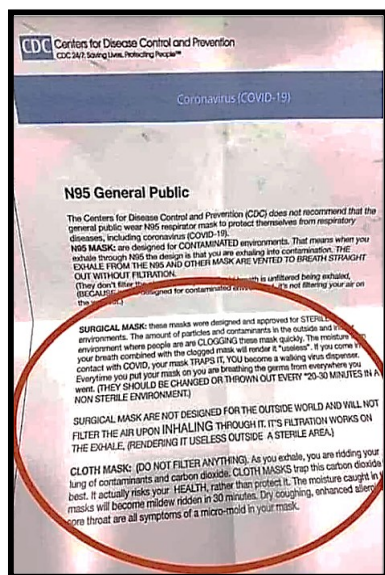 CDC Centers for Disease Control and Prevention
CDC 24/7. Saving Lives. Protecting People™
Coronavirus (COVID-19)
N95 General Public
The Centers for Disease Control and Prevention (CDC) does not recommend that the
general public wear N95 respirator mask to protect themselves from respiratory
diseases, including coronavirus (COVID-19).
N95 MASK: are designed for CONTAMINATED environments. That means when you
exhale through N95 the design is that you are exhaling into contamination. THE
EXHALE FROM THE N95 AND OTHER MASK ARE VENTED TO BREATH STRAIGHT
OUT WITHOUT FILTRATION.
(They don't filter the is unfiltered being exhaled,
(BECAUSE designed for contaminated it's not filtering your air on
the
SURGICAL MASK: these masks were designed and approved for STERILE
environments. The amount of particles and contaminants in the outside and
environment where people are are CLOGGING these mask quickly. The moisture
your breath combined with the clogged mask will render it "useless". If you come in
contact with COVID, your mask TRAPS IT, YOU become a walking virus dispenser.
Everytime you put your mask on you are breathing the germs from everywhere you
went. (THEY SHOULD BE CHANGED OR THROWN OUT EVERY "20-30 MINUTES IN A
NON STERILE ENVIRONMENT.)
SURGICAL MASK ARE NOT DESIGNED FOR THE OUTSIDE WORLD AND WILL NOT
FILTER THE AIR UPON INHALING THROUGH IT. IT'S FILTRATION WORKS ON
THE EXHALE, (RENDERING IT USELESS OUTSIDE A STERILE AREA.)
CLOTH MASK: (DO NOT FILTER ANYTHING). As you exhale, you are ridding your
lung of contaminants and carbon dioxide. CLOTH MASKS trap this carbon dioxide
best. It actually risks your HEALTH, rather than protect it. The moisture caught in
masks will become mildew ridden in 30 minutes. Dry coughing, enhanced
throat are all symptoms of a micro-mold in your mask.